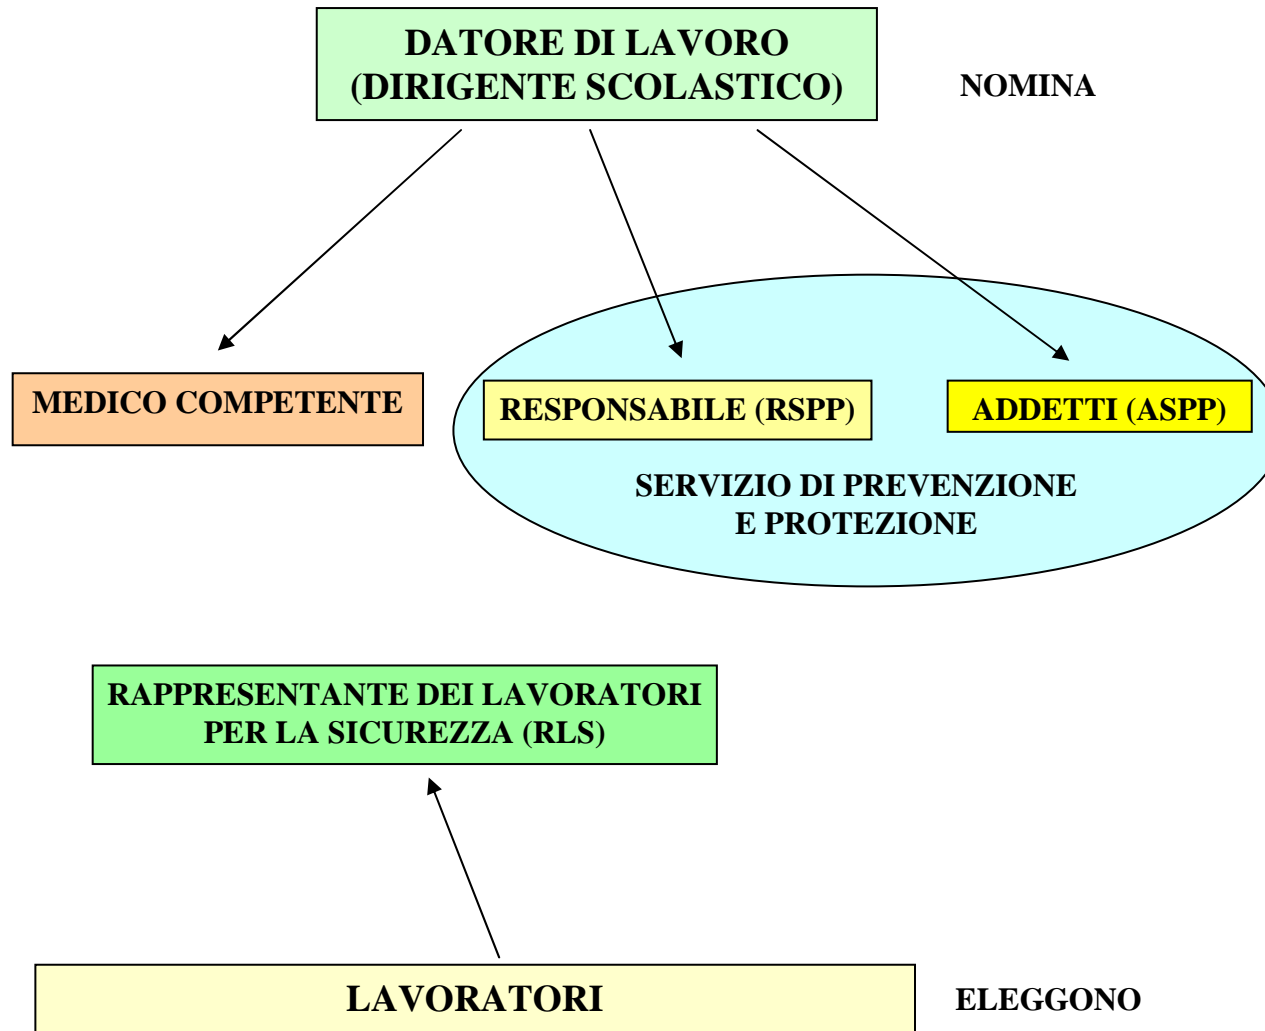 DATORE DI LAVORO
(DIRIGENTE SCOLASTICO)
NOMINA
MEDICO COMPETENTE
RESPONSABILE (RSPP)
ADDETTI (ASPP)
SERVIZIO DI PREVENZIONE
E PROTEZIONE
RAPPRESENTANTE DEI LAVORATORI
PER LA SICUREZZA (RLS)
LAVORATORI
ELEGGONO